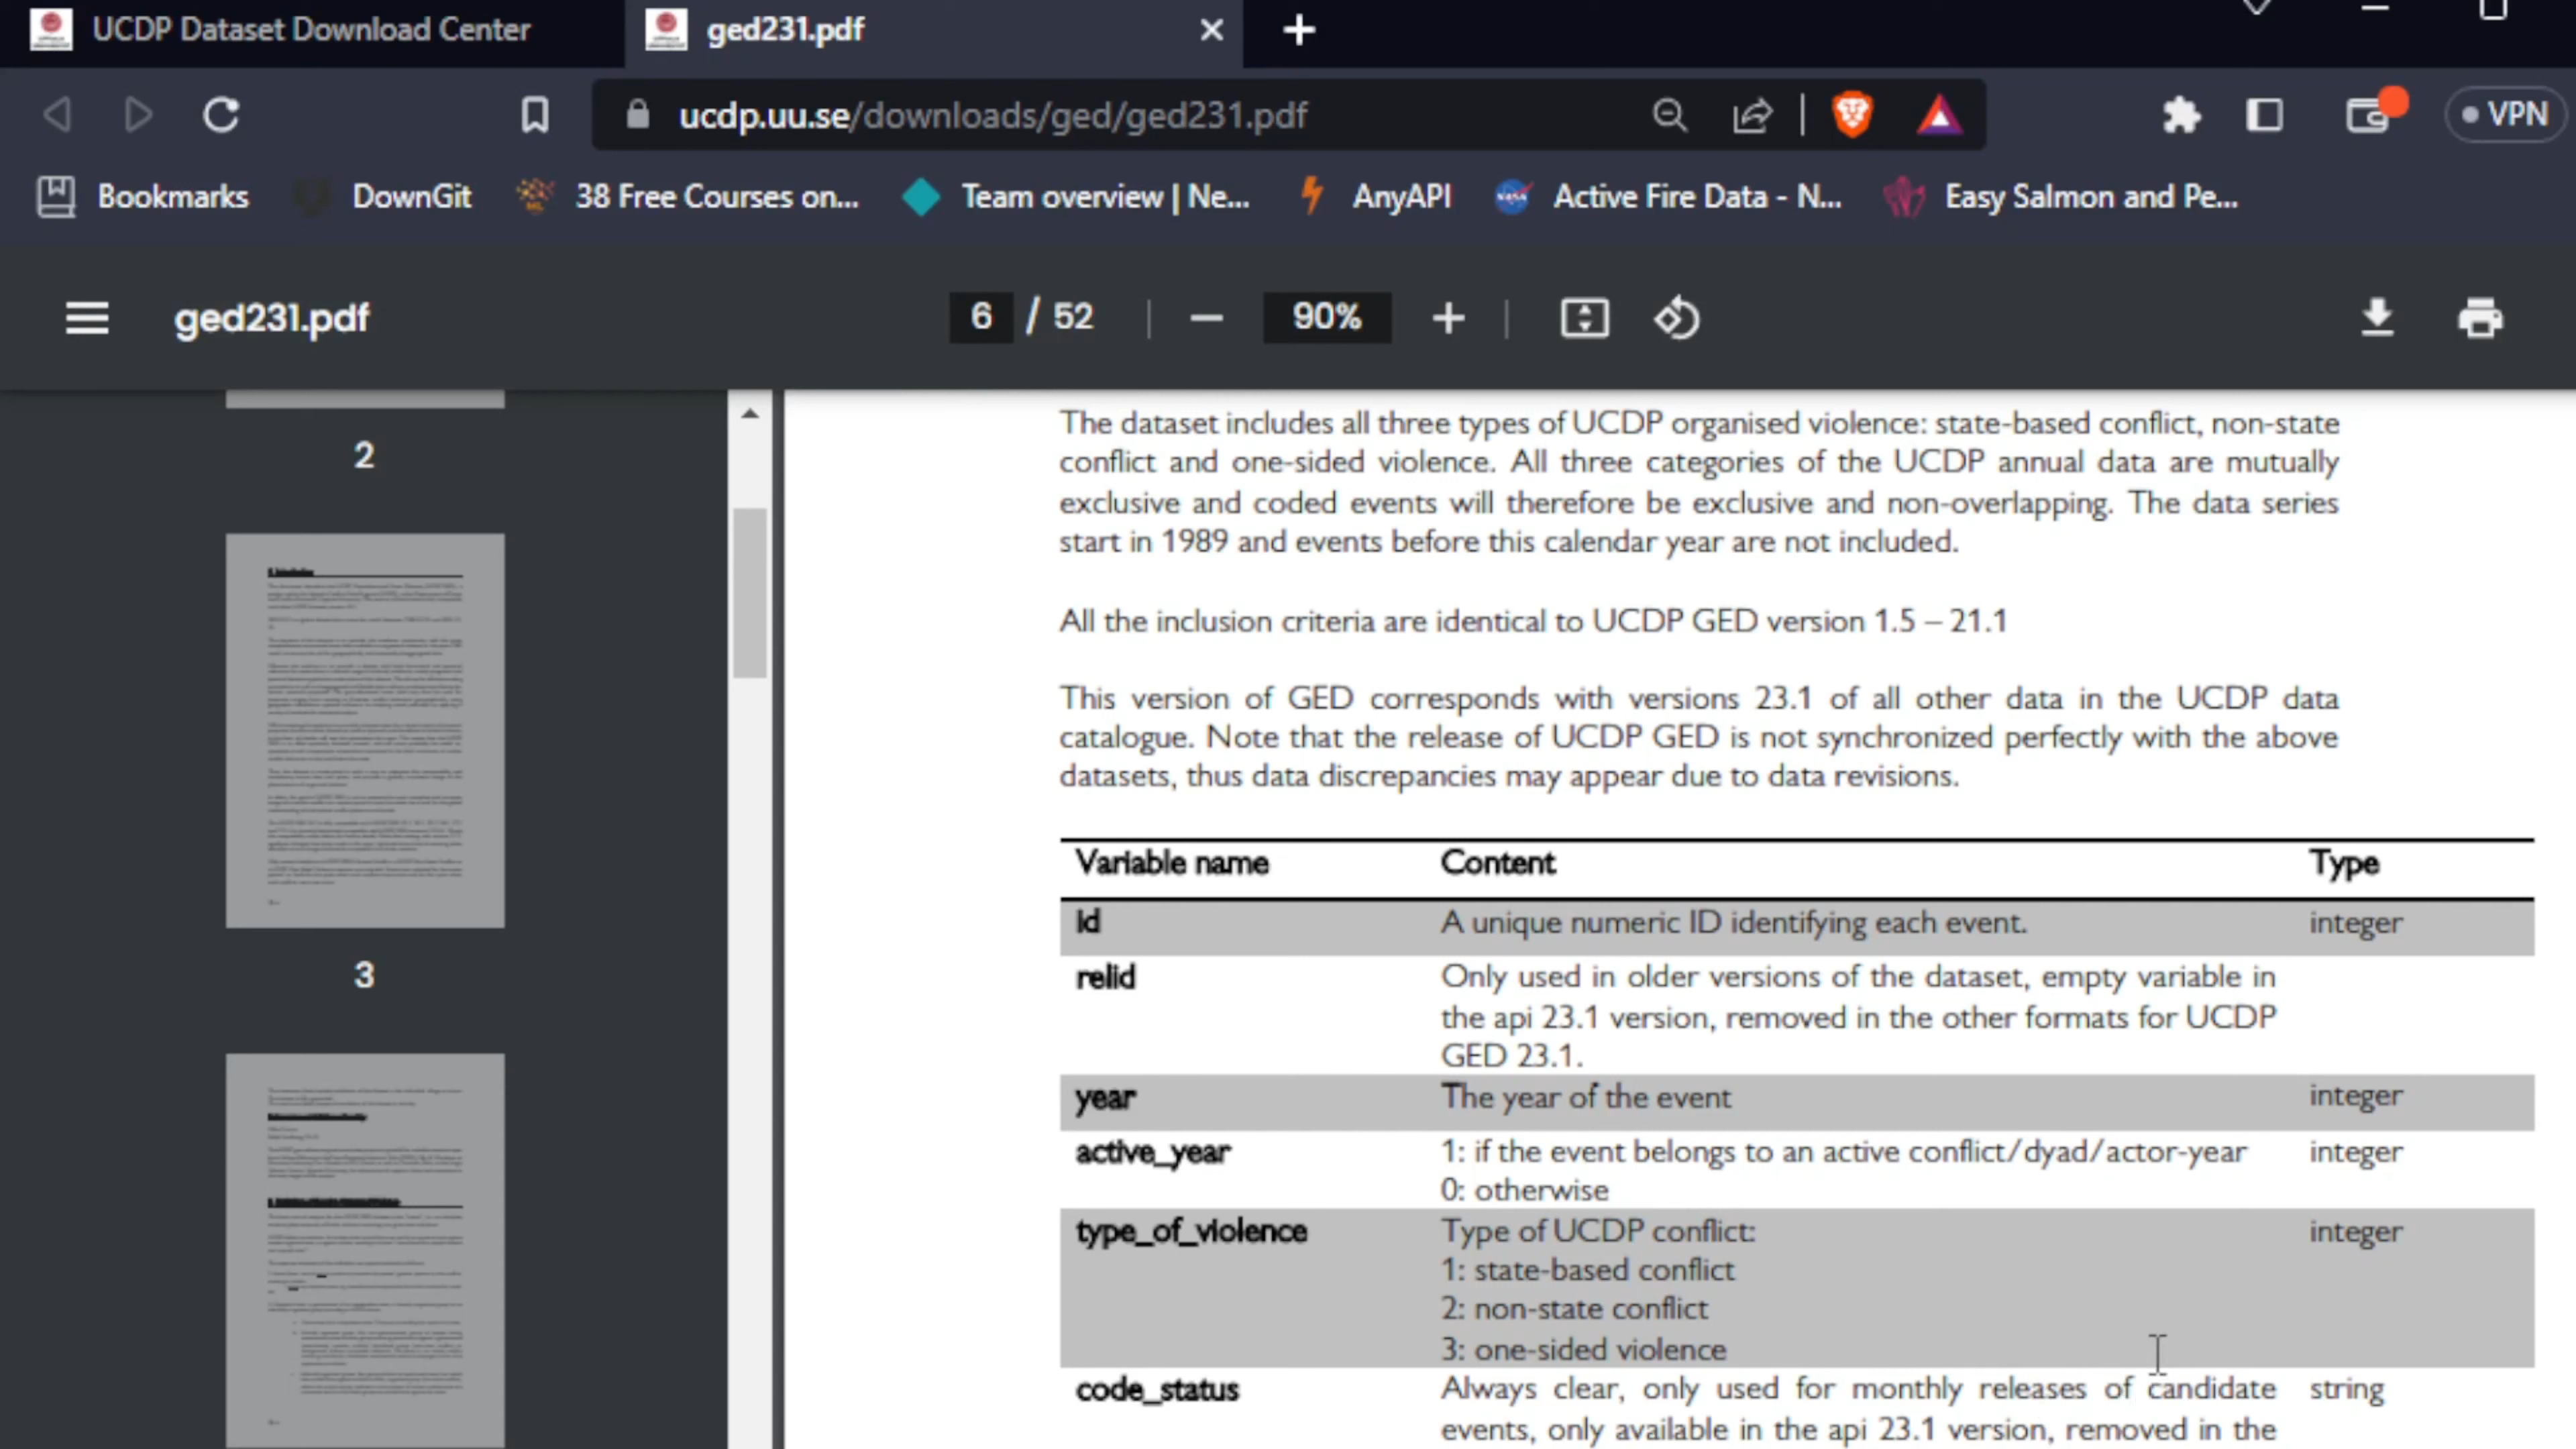 UCDP Dataset Download Center
ged231.pdf
ucdp.uu.se/downloads/ged/ged231.pdf
VPN
Bookmarks
DownGit
38 Free Courses on...
Team overview | Ne...
AnyAPI
Active Fire Data - N...
Easy Salmon and Pe...
ged231.pdf
6 / 52
90%
2
3
The dataset includes all three types of UCDP organised violence: state-based conflict, non-state
conflict and one-sided violence. All three categories of the UCDP annual data are mutually
exclusive and coded events will therefore be exclusive and non-overlapping. The data series
start in 1989 and events before this calendar year are not included.
All the inclusion criteria are identical to UCDP GED version 1.5 – 21.1
This version of GED corresponds with versions 23.1 of all other data in the UCDP data
catalogue. Note that the release of UCDP GED is not synchronized perfectly with the above
datasets, thus data discrepancies may appear due to data revisions.
Variable name Content Type
id A unique numeric ID identifying each event. integer
relid Only used in older versions of the dataset, empty variable in
the api 23.1 version, removed in the other formats for UCDP
GED 23.1.
year The year of the event integer
active_year 1: if the event belongs to an active conflict/dyad/actor-year integer
0: otherwise
type_of_violence Type of UCDP conflict: integer
1: state-based conflict
2: non-state conflict
3: one-sided violence
code_status Always clear, only used for monthly releases of candidate string
events, only available in the api 23.1 version, removed in the